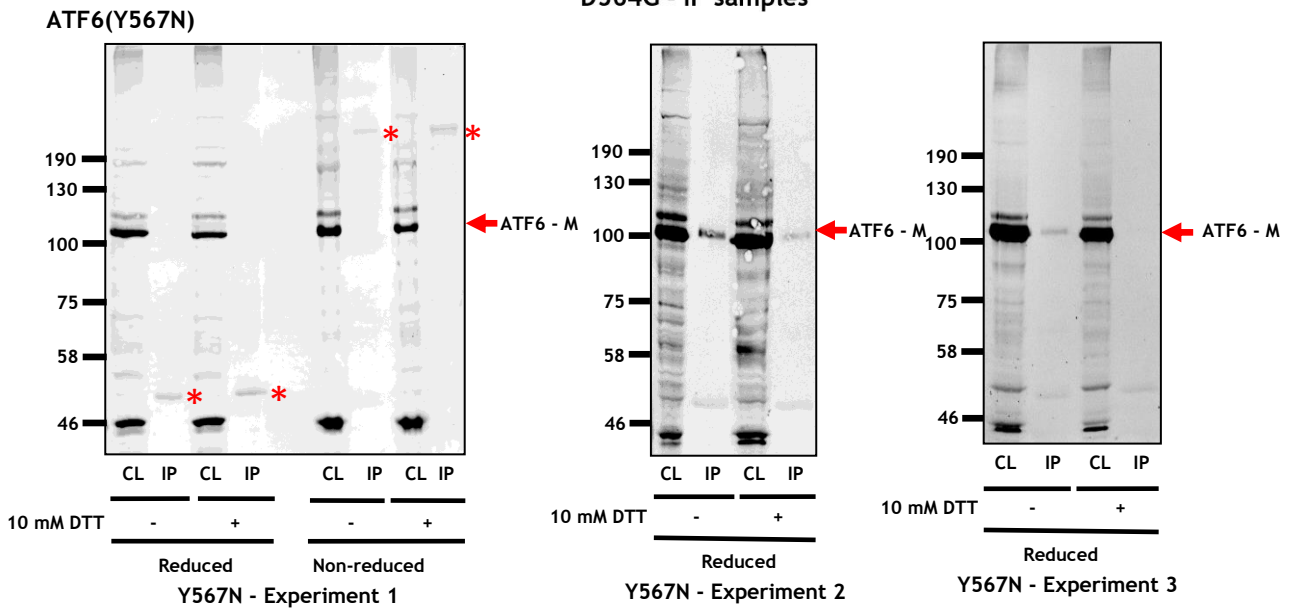 D564G - IP samples
ATF6(Y567N)
190
130
100
75
58
46
*
*
*
*
ATF6 - M
CL IP CL IP CL IP CL IP
10 mM DTT - + - +
Reduced Non-reduced
Y567N - Experiment 1
190
130
100
75
58
46
ATF6 - M
CL IP CL IP
10 mM DTT - +
Reduced
Y567N - Experiment 2
190
130
100
75
58
46
ATF6 - M
CL IP CL IP
10 mM DTT - +
Reduced
Y567N - Experiment 3